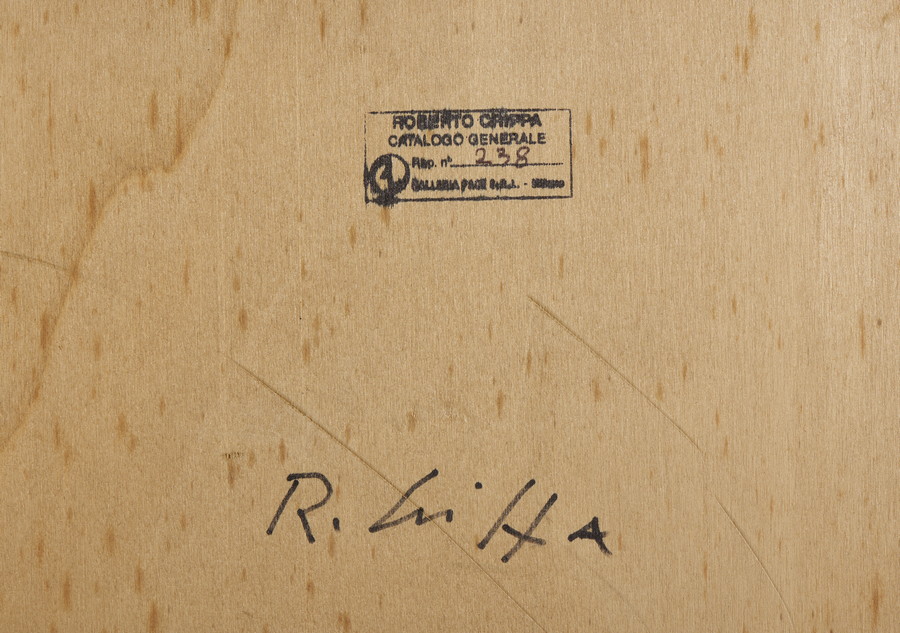 ROBERTO CRIPPA
CATALOGO GENERALE
Rep. n° 238
GALLERIA PACE S.R.L. - Milano
R. Crippa